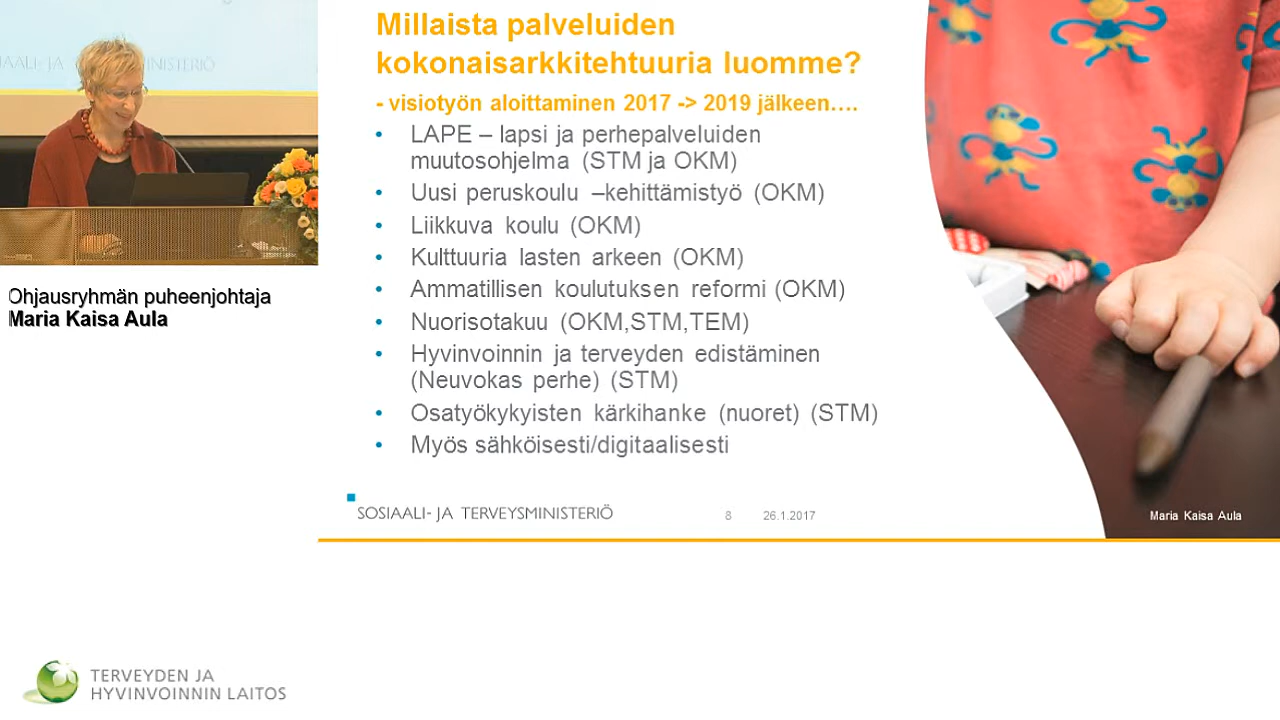 Millaista palveluiden
kokonaisarkkitehtuuria luomme?
- visiotyön aloittaminen 2017 -> 2019 jälkeen....
• LAPE – lapsi ja perhepalveluiden
muutosohjelma (STM ja OKM)
• Uusi peruskoulu –kehittämistyö (OKM)
• Liikkuva koulu (OKM)
• Kulttuuria lasten arkeen (OKM)
• Ammatillisen koulutuksen reformi (OKM)
• Nuorisotakuu (OKM,STM,TEM)
• Hyvinvoinnin ja terveyden edistäminen
(Neuvokas perhe) (STM)
• Osatyökykyisten kärkihanke (nuoret) (STM)
• Myös sähköisesti/digitaalisesti
SOSIAALI- JA TERVEYSMINISTERIÖ
8 26.1.2017
Maria Kaisa Aula
Ohjausryhmän puheenjohtaja
Maria Kaisa Aula
TERVEYDEN JA
HYVINVOINNIN LAITOS